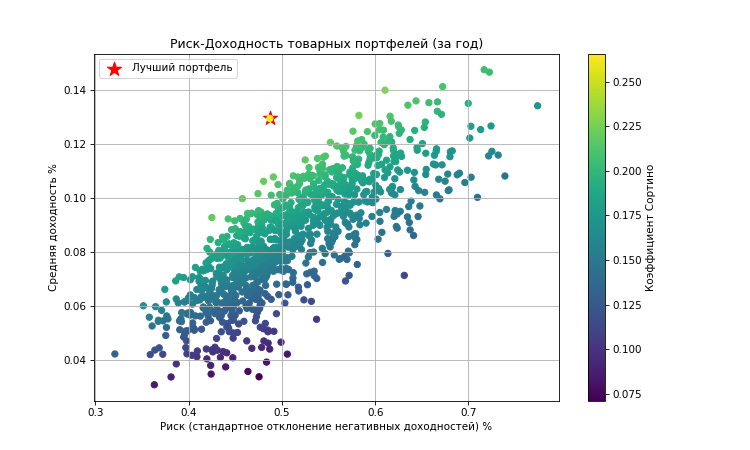 Риск-Доходность товарных портфелей (за год)
Лучший портфель
Средняя доходность %
0.14
0.12
0.10
0.08
0.06
0.04
0.3 0.4 0.5 0.6 0.7
Риск (стандартное отклонение негативных доходностей) %
0.250
0.225
0.200
0.175
0.150
0.125
0.100
0.075
Коэффициент Сортино